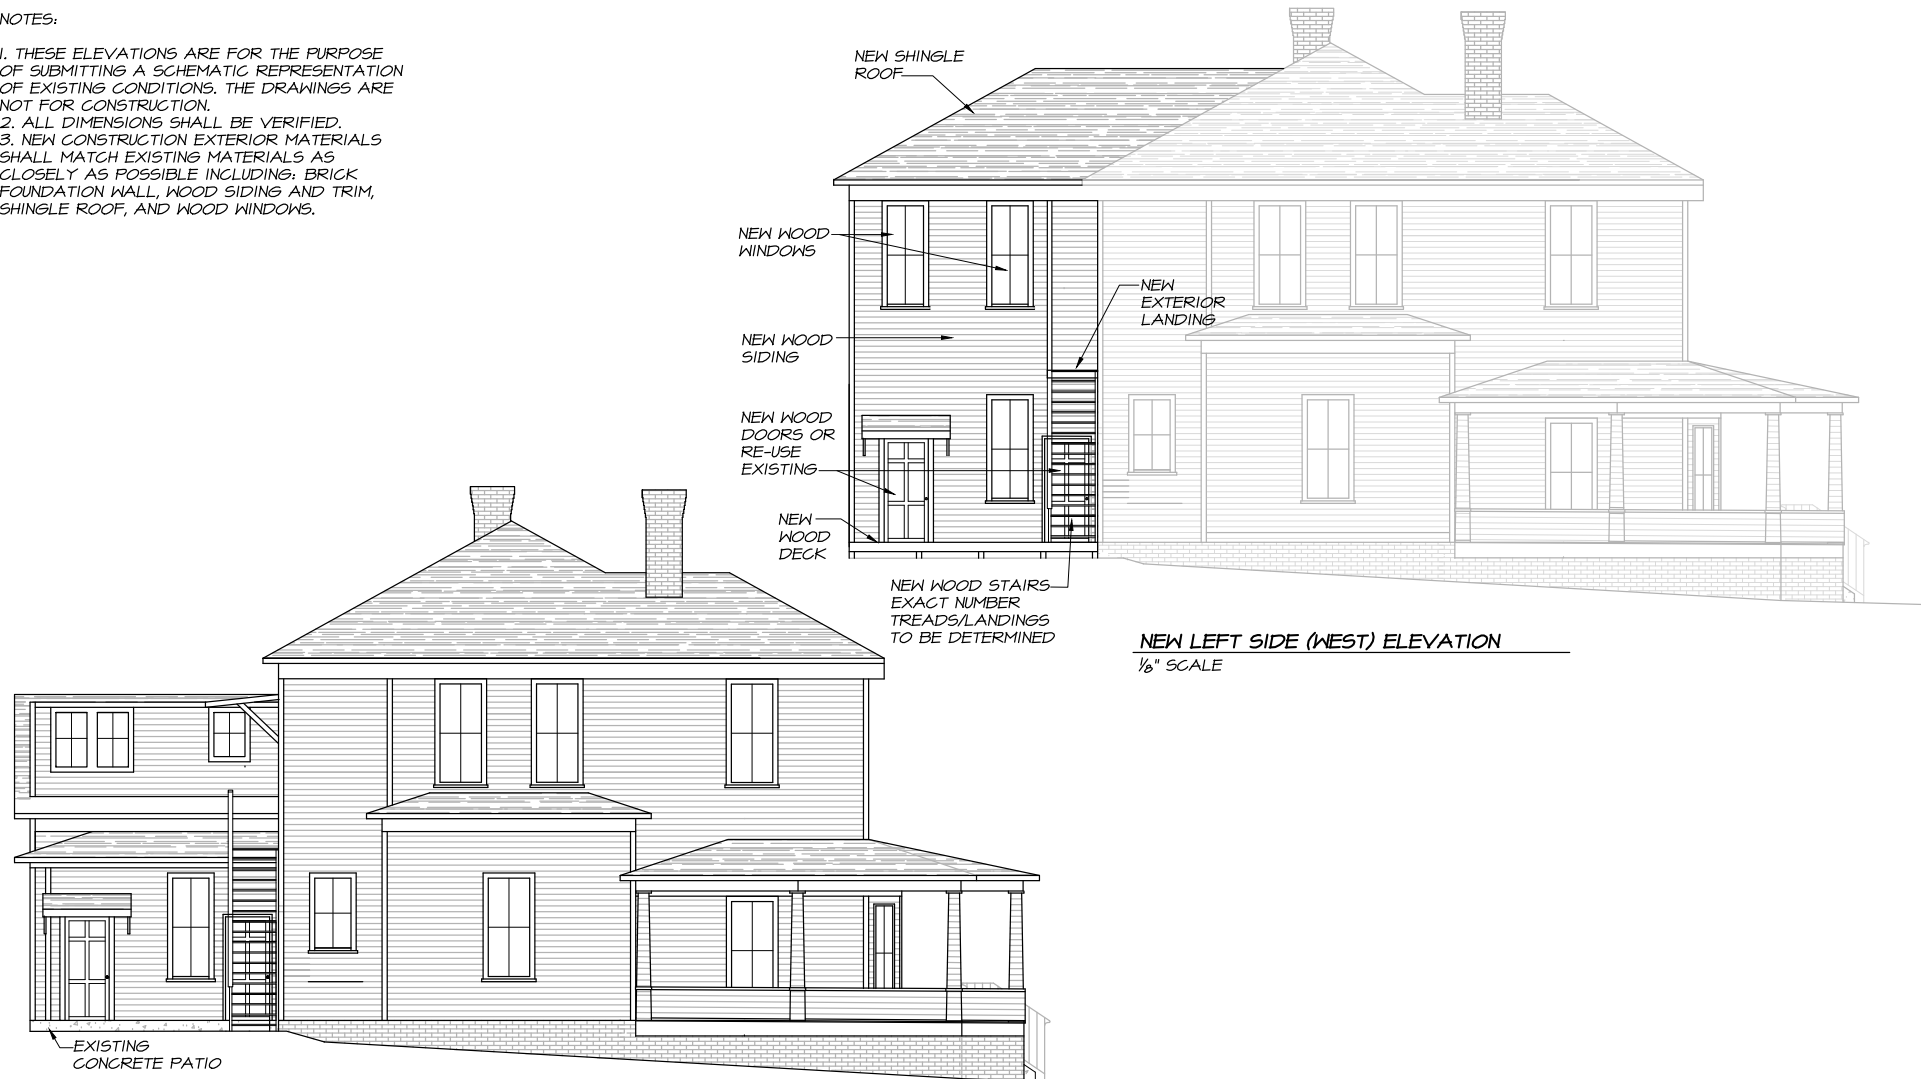 NOTES:
1. THESE ELEVATIONS ARE FOR THE PURPOSE
OF SUBMITTING A SCHEMATIC REPRESENTATION
OF EXISTING CONDITIONS. THE DRAWINGS ARE
NOT FOR CONSTRUCTION.
2. ALL DIMENSIONS SHALL BE VERIFIED.
3. NEW CONSTRUCTION EXTERIOR MATERIALS
SHALL MATCH EXISTING MATERIALS AS
CLOSELY AS POSSIBLE INCLUDING: BRICK
FOUNDATION WALL, WOOD SIDING AND TRIM,
SHINGLE ROOF, AND WOOD WINDOWS.
NEW SHINGLE
ROOF
NEW WOOD
WINDOWS
NEW
EXTERIOR
LANDING
NEW WOOD
SIDING
NEW WOOD
DOORS OR
RE-USE
EXISTING
NEW
WOOD
DECK
NEW WOOD STAIRS
EXACT NUMBER
TREADS/LANDINGS
TO BE DETERMINED
NEW LEFT SIDE (WEST) ELEVATION
⅛" SCALE
EXISTING
CONCRETE PATIO